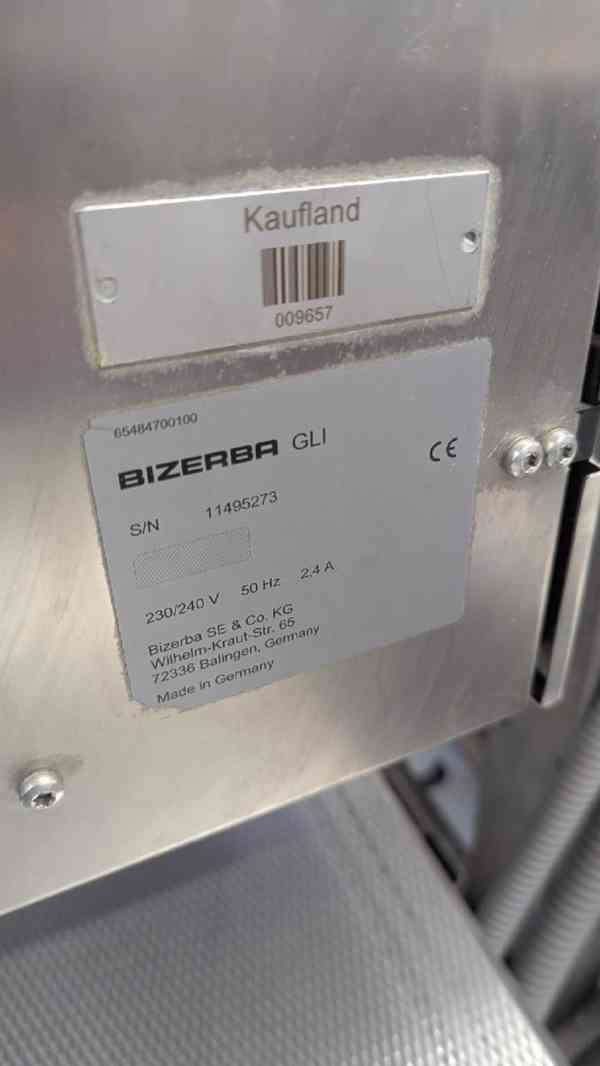 Kaufland
009657
65484700100
BIZERBA GLI
CE
S/N 11495273
230/240 V 50 Hz 2.4 A
Bizerba SE & Co. KG
Wilhelm-Kraut-Str. 65
72336 Balingen, Germany
Made in Germany